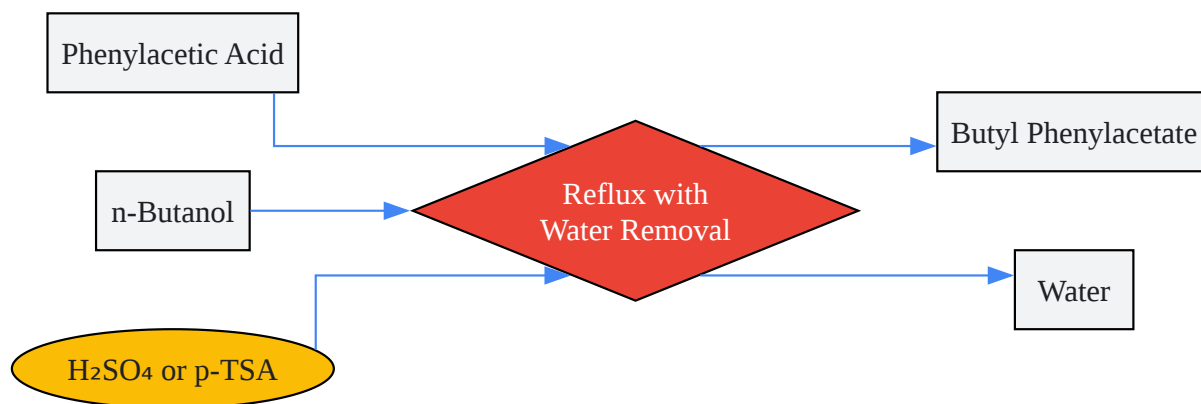 Phenylacetic Acid
n-Butanol
H₂SO₄ or p-TSA
Reflux with
Water Removal
Butyl Phenylacetate
Water